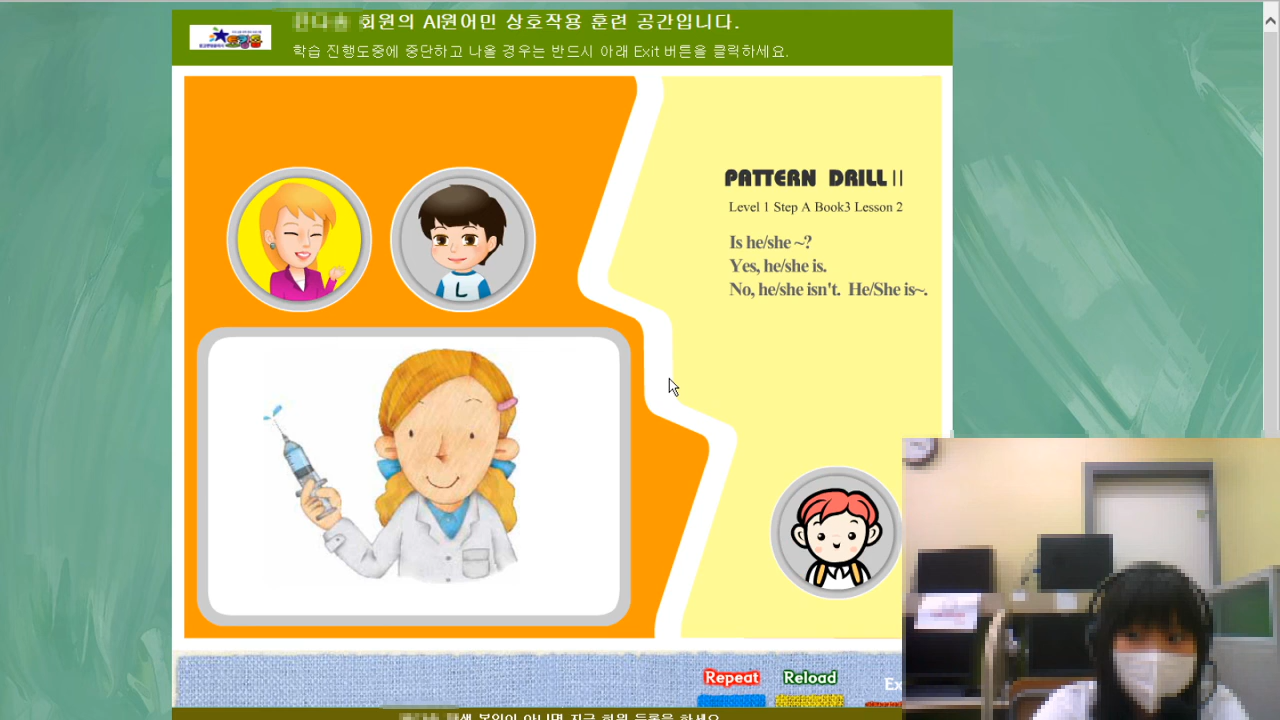 회원의 AI원어민 상호작용 훈련 공간입니다.
학습 진행도중에 중단하고 나올 경우는 반드시 아래 Exit 버튼을 클릭하세요.
PATTERN DRILL II
Level 1 Step A Book3 Lesson 2
Is he/she ~?
Yes, he/she is.
No, he/she isn't. He/She is~.
L
Repeat
Reload